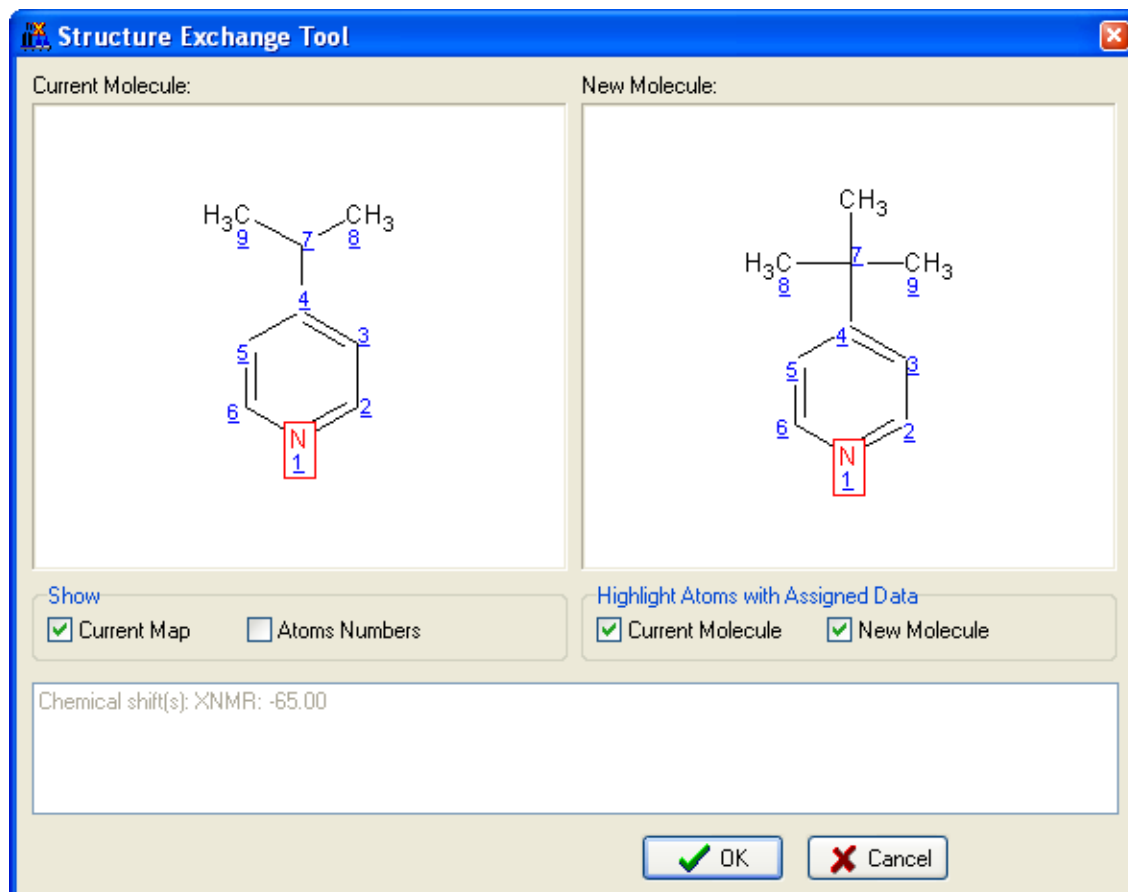 Structure Exchange Tool
Current Molecule:
New Molecule:
H3C
CH3
9
7
8
4
5
3
6
2
N
1
CH3
H3C
7
CH3
8
9
4
5
3
6
2
N
1
Show
Current Map
Atoms Numbers
Highlight Atoms with Assigned Data
Current Molecule
New Molecule
Chemical shift(s): XNMR: -65.00
OK
Cancel